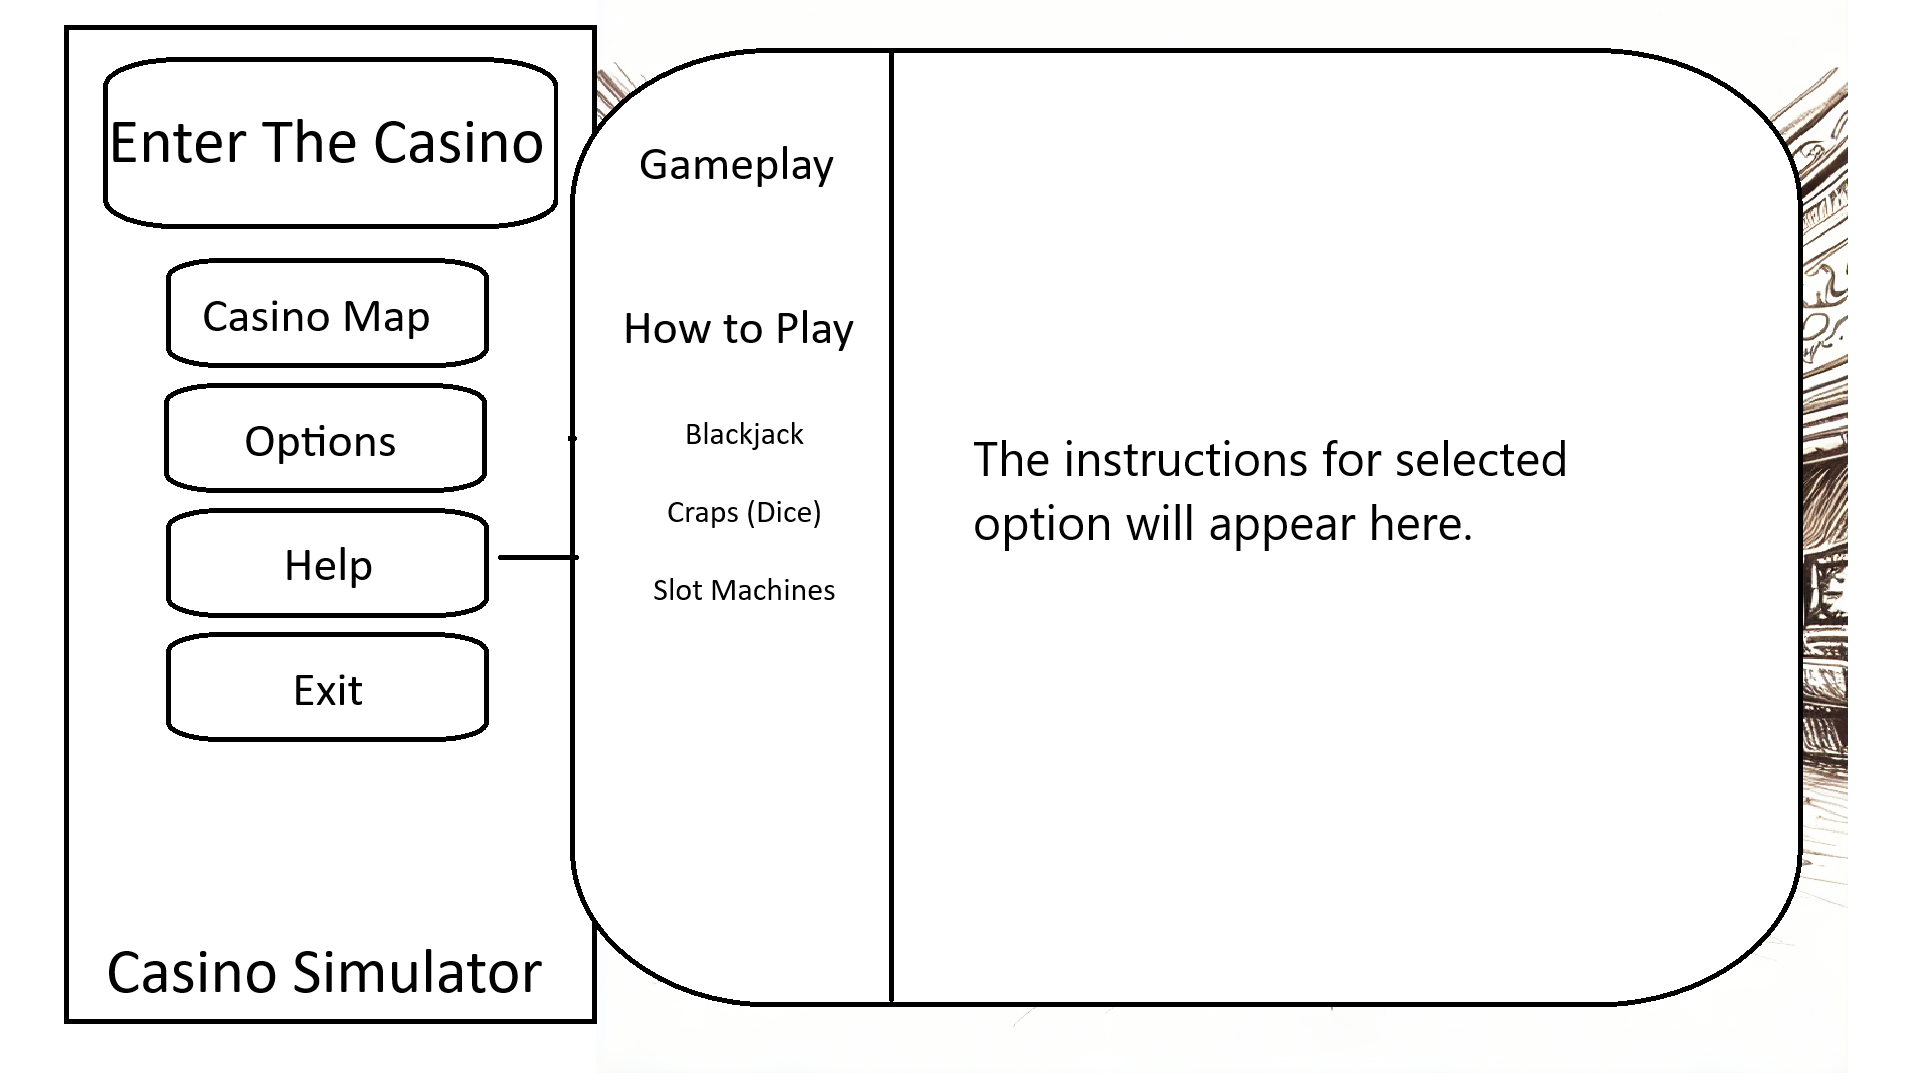 Enter The Casino
Casino Map
Options
Help
Exit
Casino Simulator
Gameplay
How to Play
Blackjack
Craps (Dice)
Slot Machines
The instructions for selected
option will appear here.